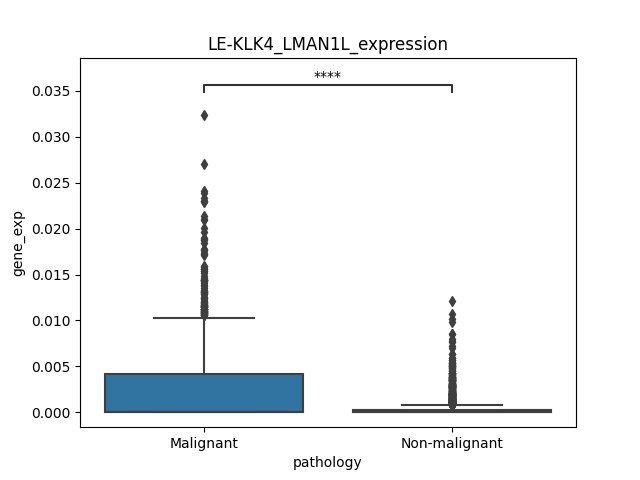 LE-KLK4_LMAN1L_expression
****
0.035
0.030
0.025
0.020
0.015
0.010
0.005
0.000
gene_exp
Malignant
Non-malignant
pathology